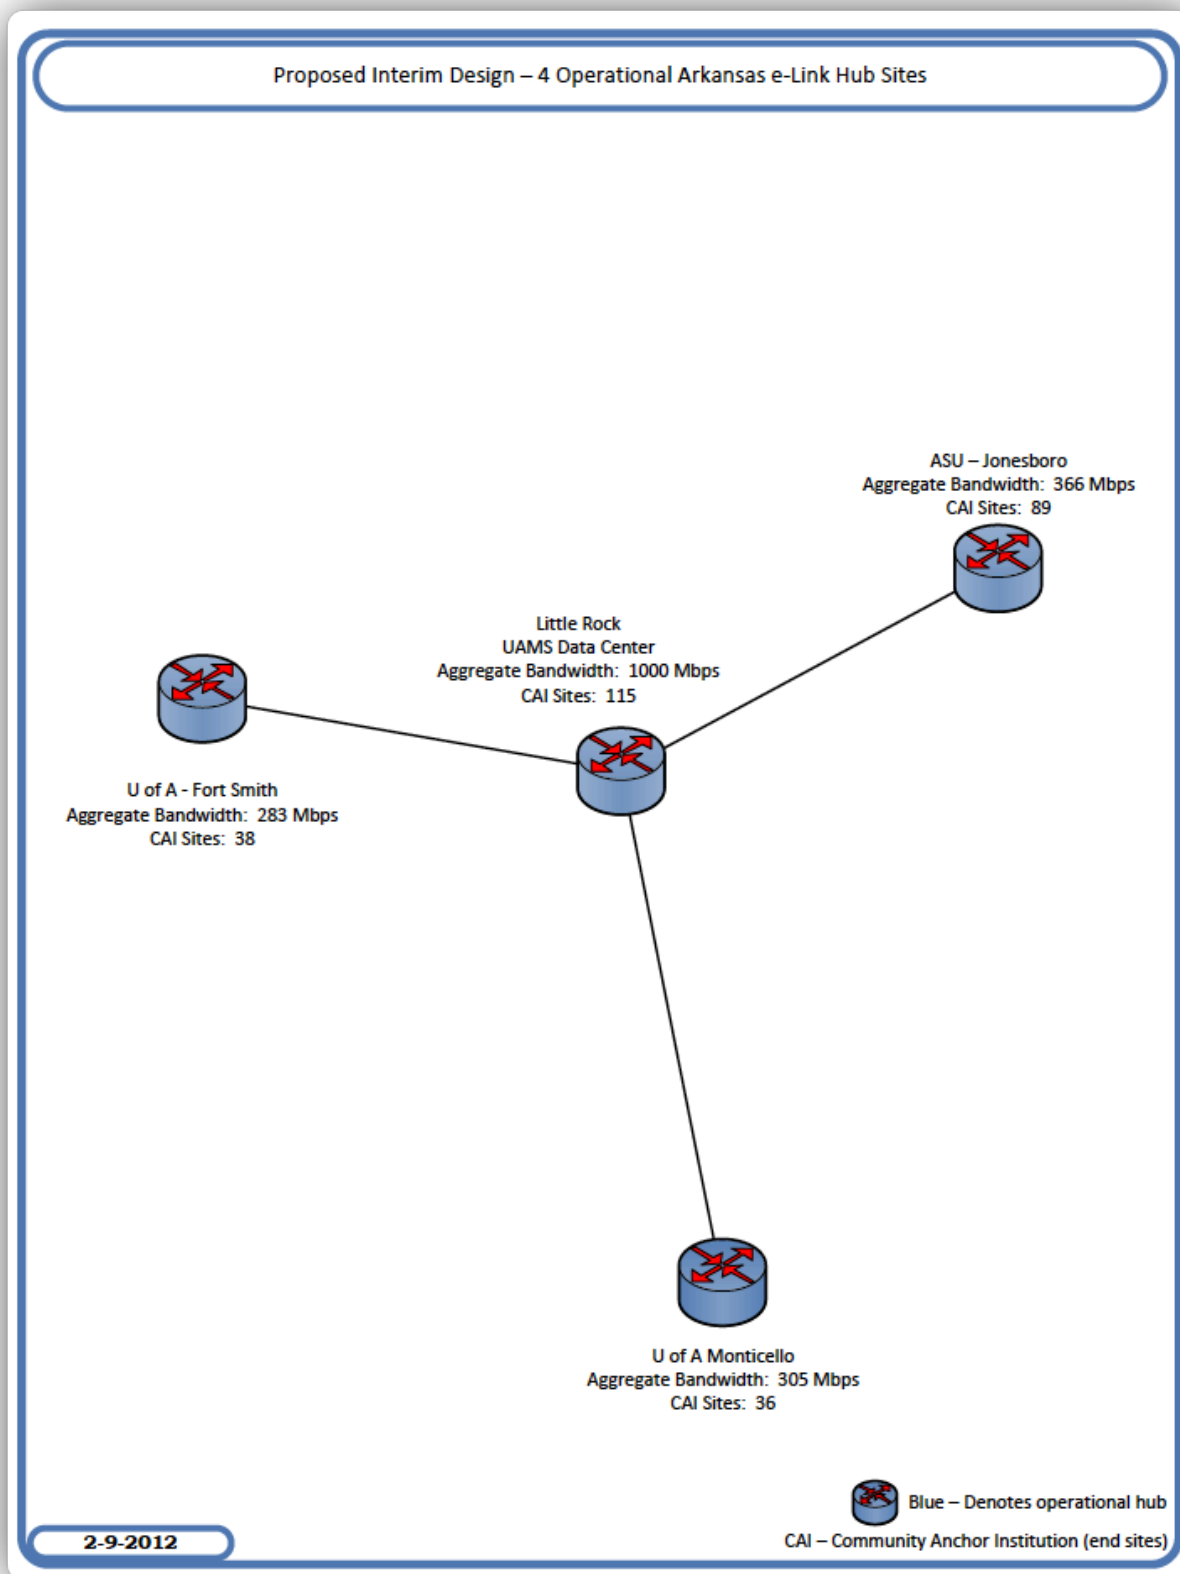 Proposed Interim Design – 4 Operational Arkansas e-Link Hub Sites
ASU – Jonesboro
Aggregate Bandwidth:  366 Mbps
CAI Sites:  89
Little Rock
UAMS Data Center
Aggregate Bandwidth:  1000 Mbps
CAI Sites:  115
U of A - Fort Smith
Aggregate Bandwidth:  283 Mbps
CAI Sites:  38
U of A Monticello
Aggregate Bandwidth:  305 Mbps
CAI Sites:  36
Blue – Denotes operational hub
CAI – Community Anchor Institution (end sites)
2-9-2012